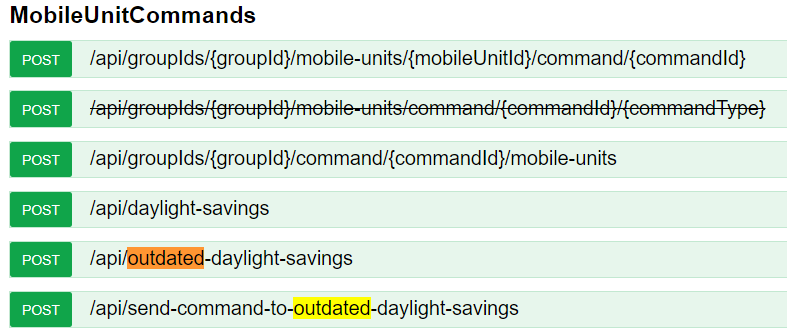 MobileUnitCommands
POST /api/groupIds/{groupId}/mobile-units/{mobileUnitId}/command/{commandId}
POST /api/groupIds/{groupId}/mobile-units/command/{commandId}/{commandType}
POST /api/groupIds/{groupId}/command/{commandId}/mobile-units
POST /api/daylight-savings
POST /api/outdated-daylight-savings
POST /api/send-command-to-outdated-daylight-savings